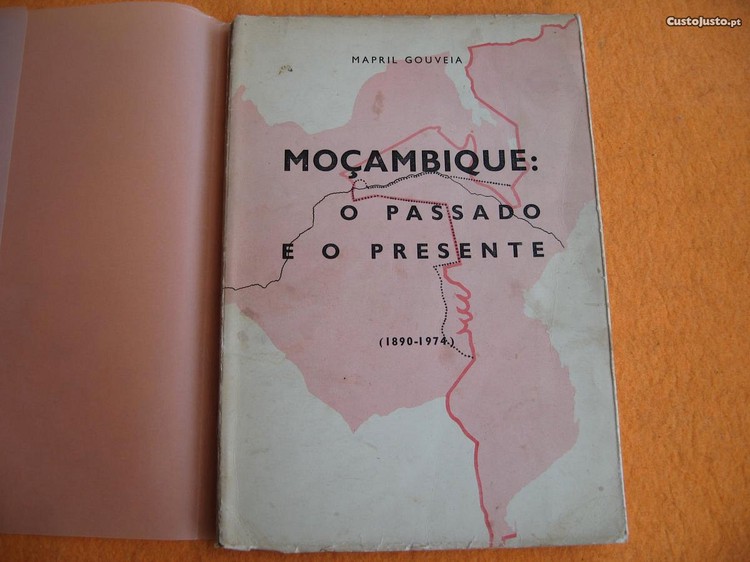 CustoJusto.pt
MAPRIL GOUVEIA
MOÇAMBIQUE:
O PASSADO
E O PRESENTE
(1890-1974)